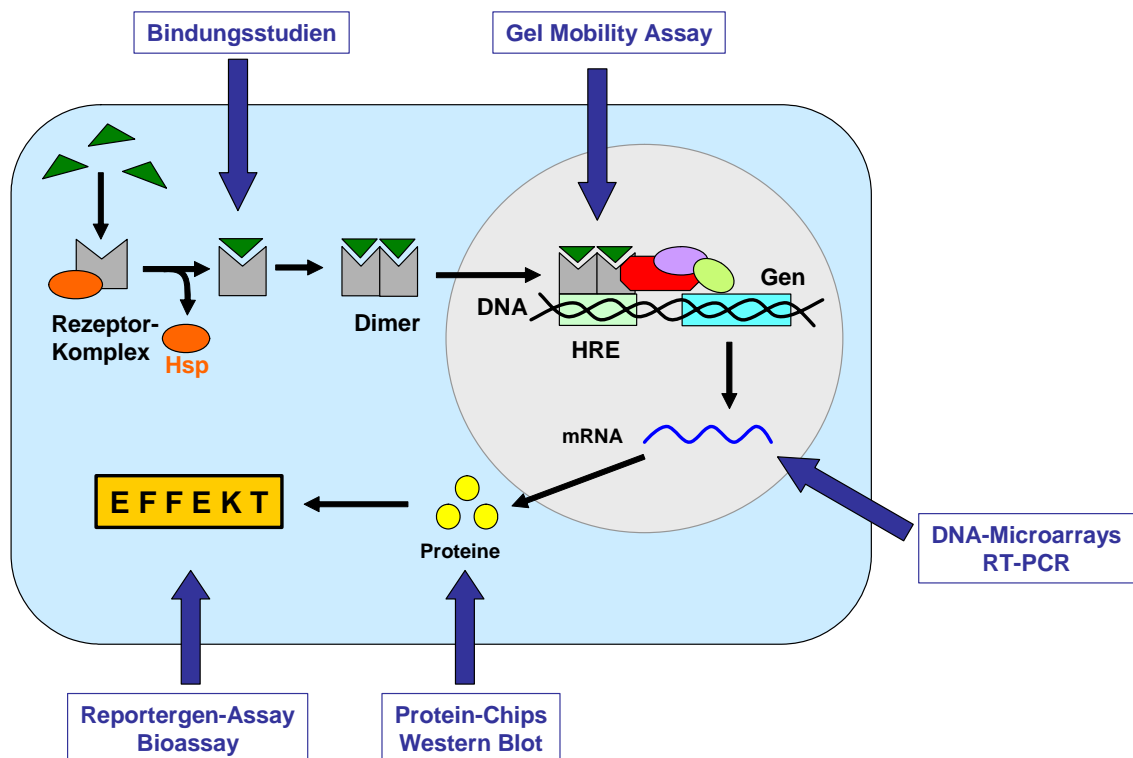 Bindungsstudien
Gel Mobility Assay
Rezeptor-
Komplex
Hsp
Dimer
DNA
Gen
HRE
mRNA
EFFEKT
Proteine
DNA-Microarrays
RT-PCR
Reportergen-Assay
Bioassay
Protein-Chips
Western Blot